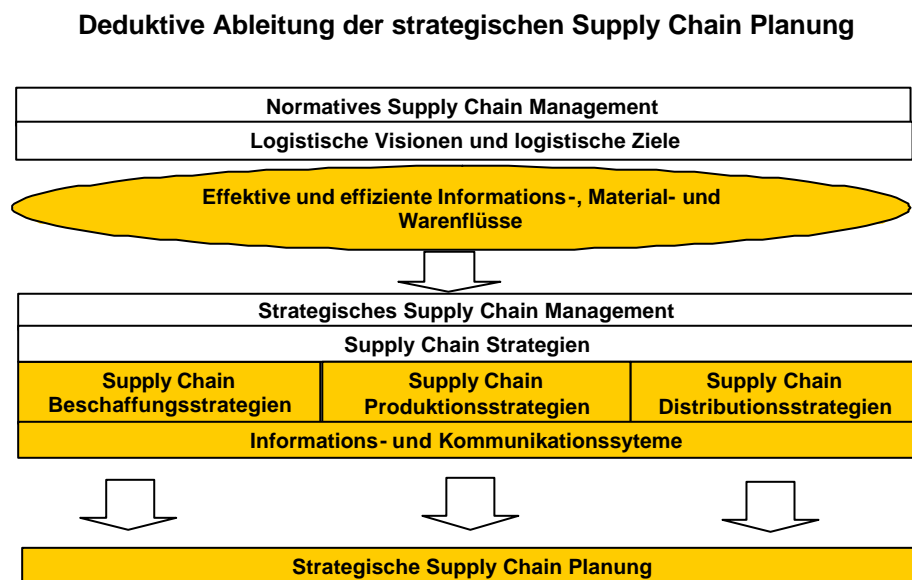 Deduktive Ableitung der strategischen Supply Chain Planung
Normatives Supply Chain Management
Logistische Visionen und logistische Ziele
Effektive und effiziente Informations-, Material- und
Warenflüsse
Strategisches Supply Chain Management
Supply Chain Strategien
Supply Chain
Beschaffungsstrategien
Supply Chain
Produktionsstrategien
Supply Chain
Distributionsstrategien
Informations- und Kommunikationssyteme
Strategische Supply Chain Planung